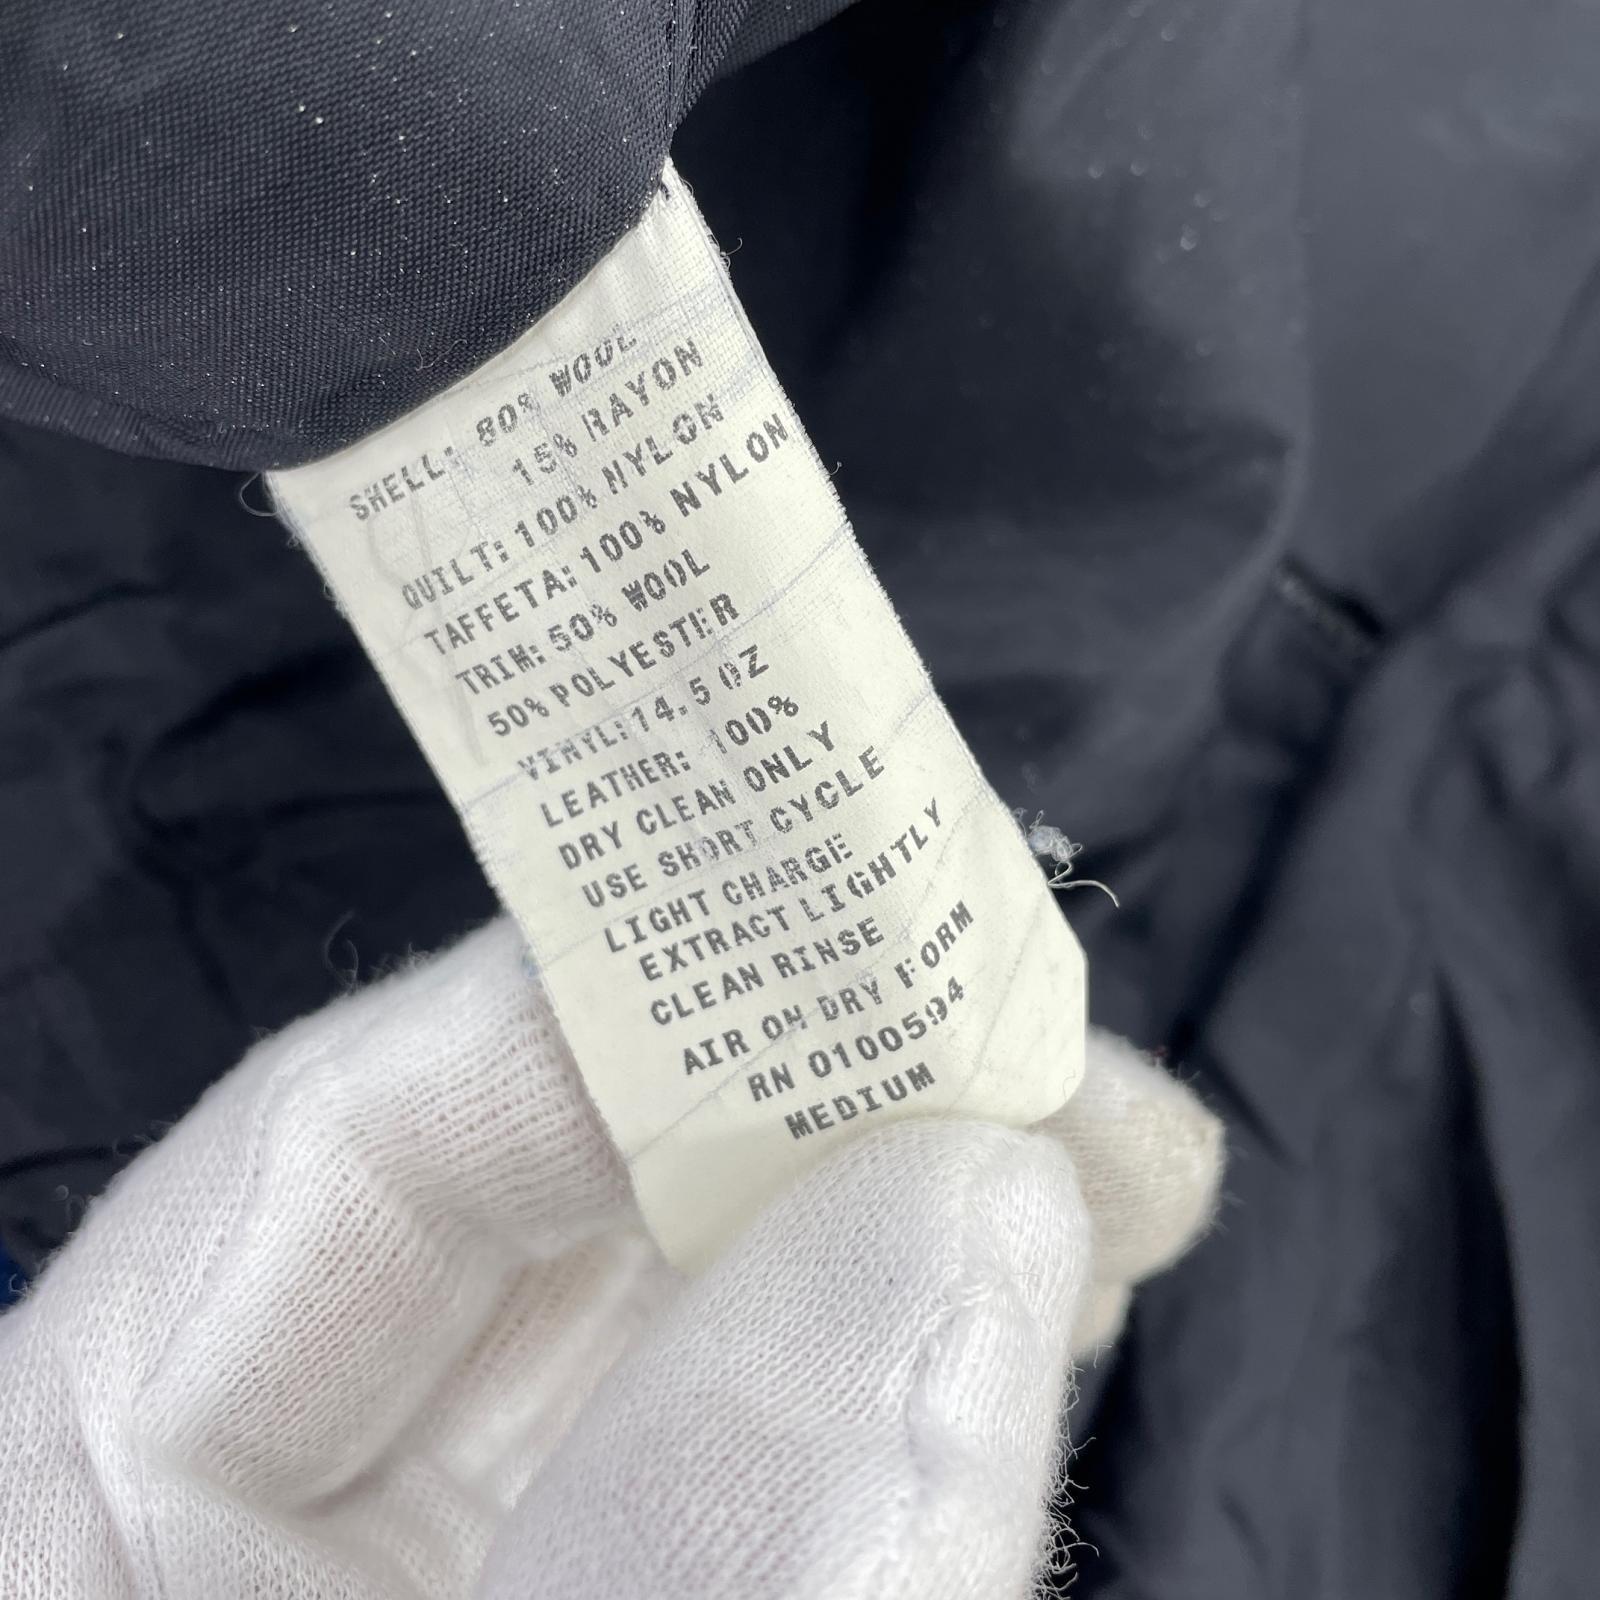 SHELL: 80% WOOL
15% RAYON
QUILT: 100% NYLON
TAFFETA: 100% NYLON
TRIM: 50% WOOL
50% POLYESTER
VINYL: 14.5 OZ
LEATHER: 100%
DRY CLEAN ONLY
USE SHORT CYCLE
LIGHT CHARGE
EXTRACT LIGHTLY
CLEAN RINSE
AIR OH DRY FORM
RN 0100594
MEDIUM